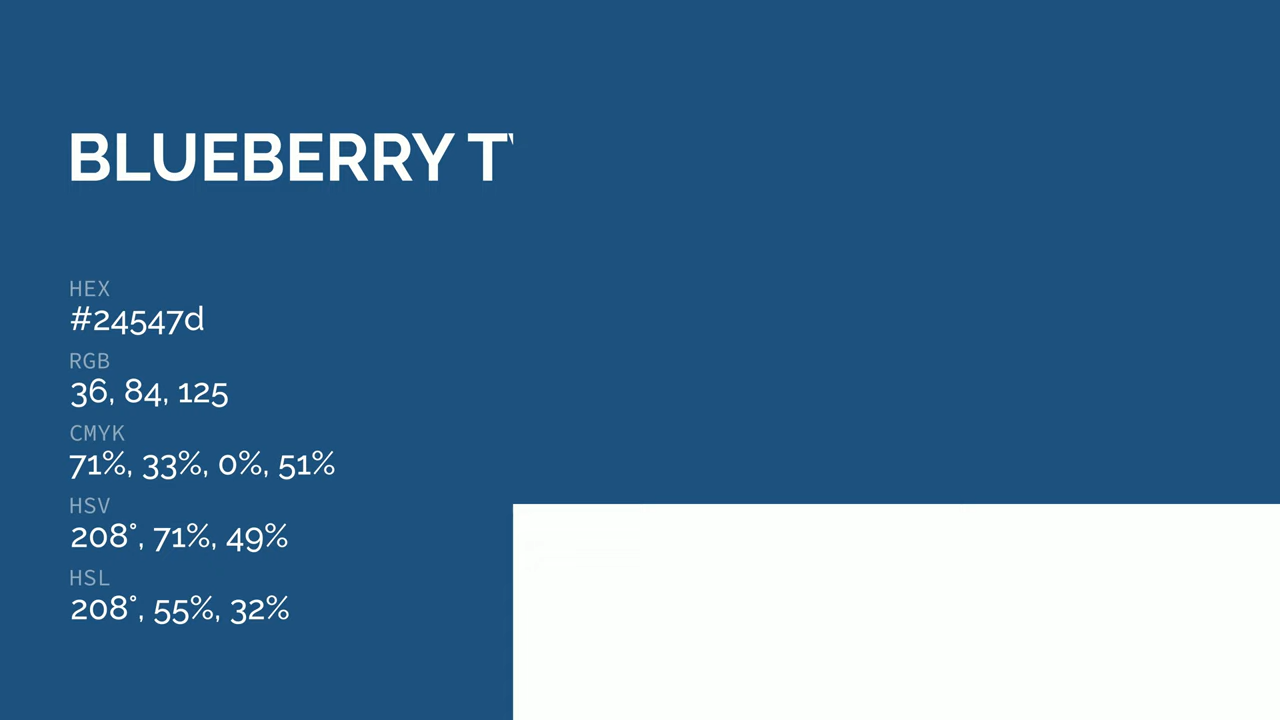 BLUEBERRY T
HEX
#24547d
RGB
36, 84, 125
CMYK
71%, 33%, 0%, 51%
HSV
208°, 71%, 49%
HSL
208°, 55%, 32%